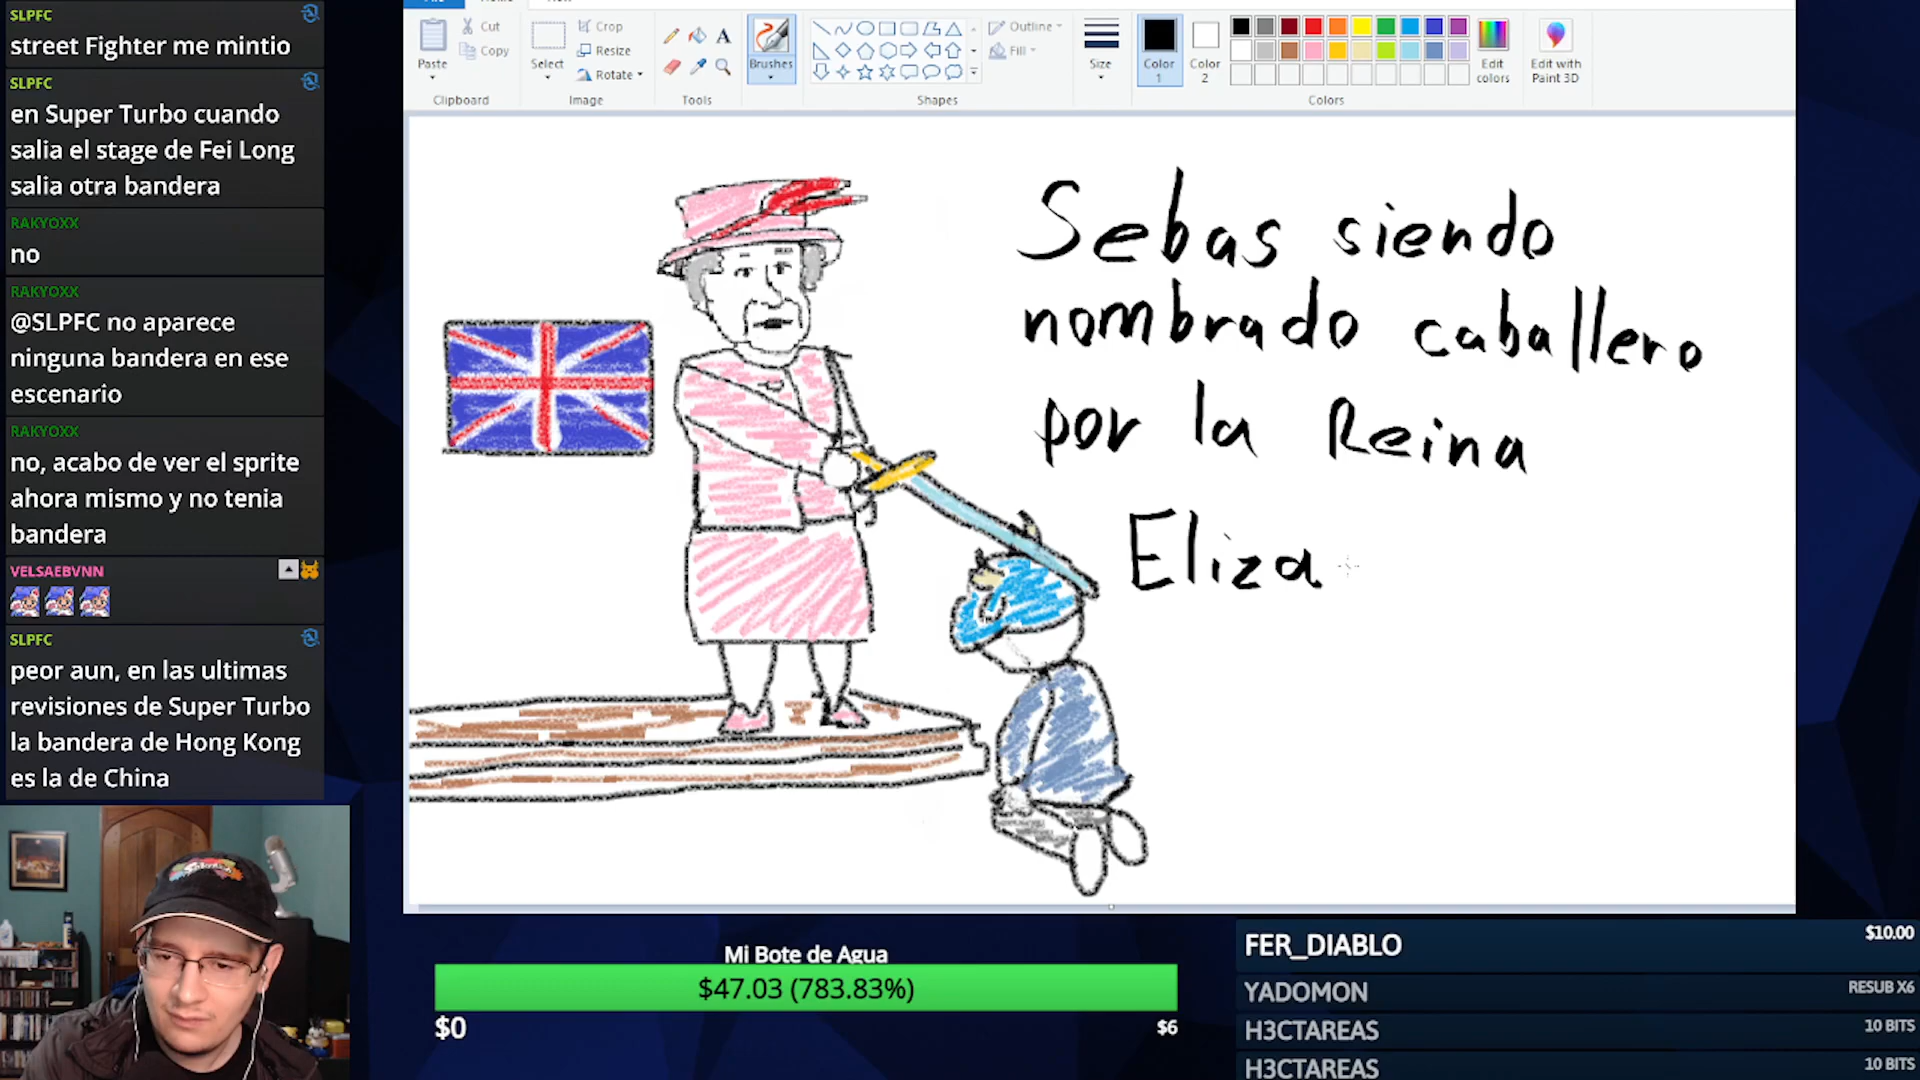 SLPFC
street Fighter me mintio
SLPFC
en Super Turbo cuando
salia el stage de Fei Long
salia otra bandera
RAKYOXX
no
RAKYOXX
@SLPFC no aparece
ninguna bandera en ese
escenario
RAKYOXX
no, acabo de ver el sprite
ahora mismo y no tenia
bandera
VELSAEBVNN
SLPFC
peor aun, en las ultimas
revisiones de Super Turbo
la bandera de Hong Kong
es la de China
Paste
Cut
Copy
Clipboard
Select
Crop
Resize
Rotate
Image
A
Tools
Brushes
Outline
Fill
Shapes
Size
Color
1
Color
2
Edit
colors
Edit with
Paint 3D
Colors
Sebas siendo
nombrado caballero
por la Reina
Eliza
Mi Bote de Agua
$47.03 (783.83%)
$0
$6
FER_DIABLO $10.00
YADOMON RESUB X6
H3CTAREAS 10 BITS
H3CTAREAS 10 BITS